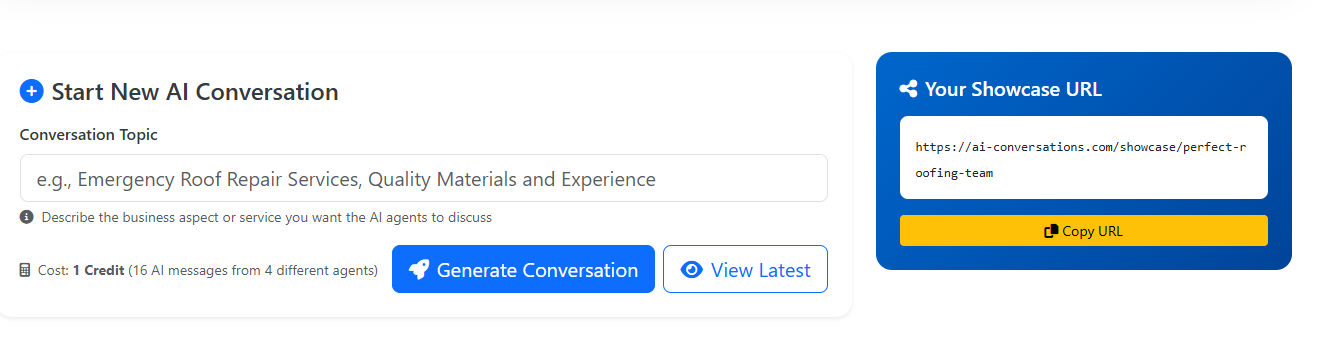 Start New AI Conversation
Conversation Topic
e.g., Emergency Roof Repair Services, Quality Materials and Experience
Describe the business aspect or service you want the AI agents to discuss
Cost: 1 Credit (16 AI messages from 4 different agents)
Generate Conversation
View Latest
Your Showcase URL
https://ai-conversations.com/showcase/perfect-r
oofing-team
Copy URL